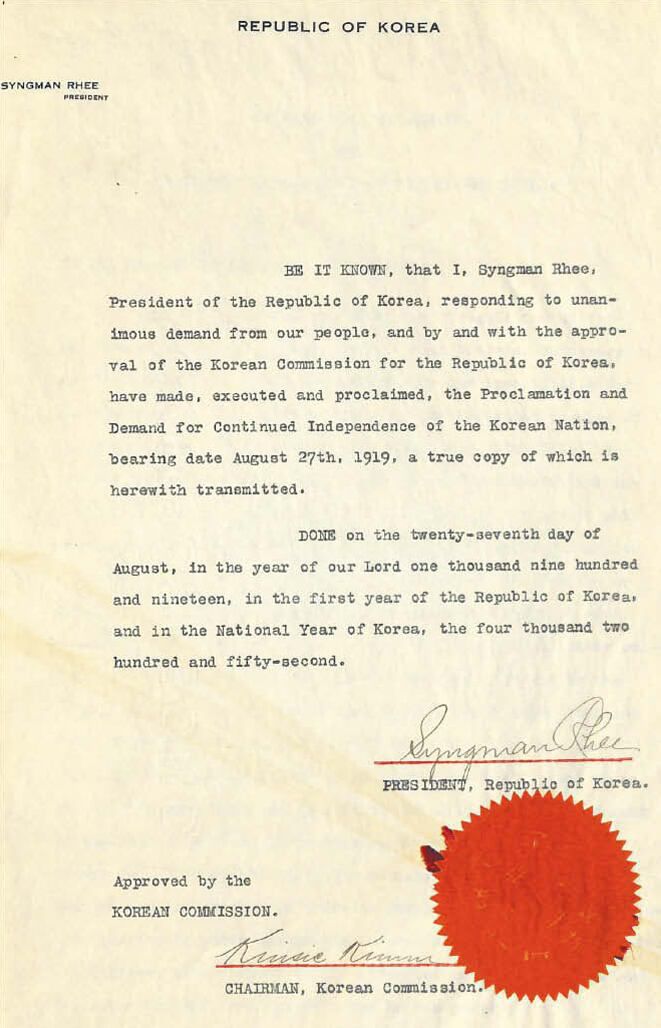 REPUBLIC OF KOREA
SYNGMAN RHEE
PRESIDENT
BE IT KNOWN, that I, Syngman Rhee,
President of the Republic of Korea, responding to unan-
imous demand from our people, and by and with the appro-
val of the Korean Commission for the Republic of Korea,
have made, executed and proclaimed, the Proclamation and
Demand for Continued Independence of the Korean Nation,
bearing date August 27th, 1919, a true copy of which is
herewith transmitted.
DONE on the twenty-seventh day of
August, in the year of our Lord one thousand nine hundred
and nineteen, in the first year of the Republic of Korea,
and in the National Year of Korea, the four thousand two
hundred and fifty-second.
Syngman Rhee
PRESIDENT, Republic of Korea.
Approved by the
KOREAN COMMISSION.
Kiusic Kimm
CHAIRMAN, Korean Commission.